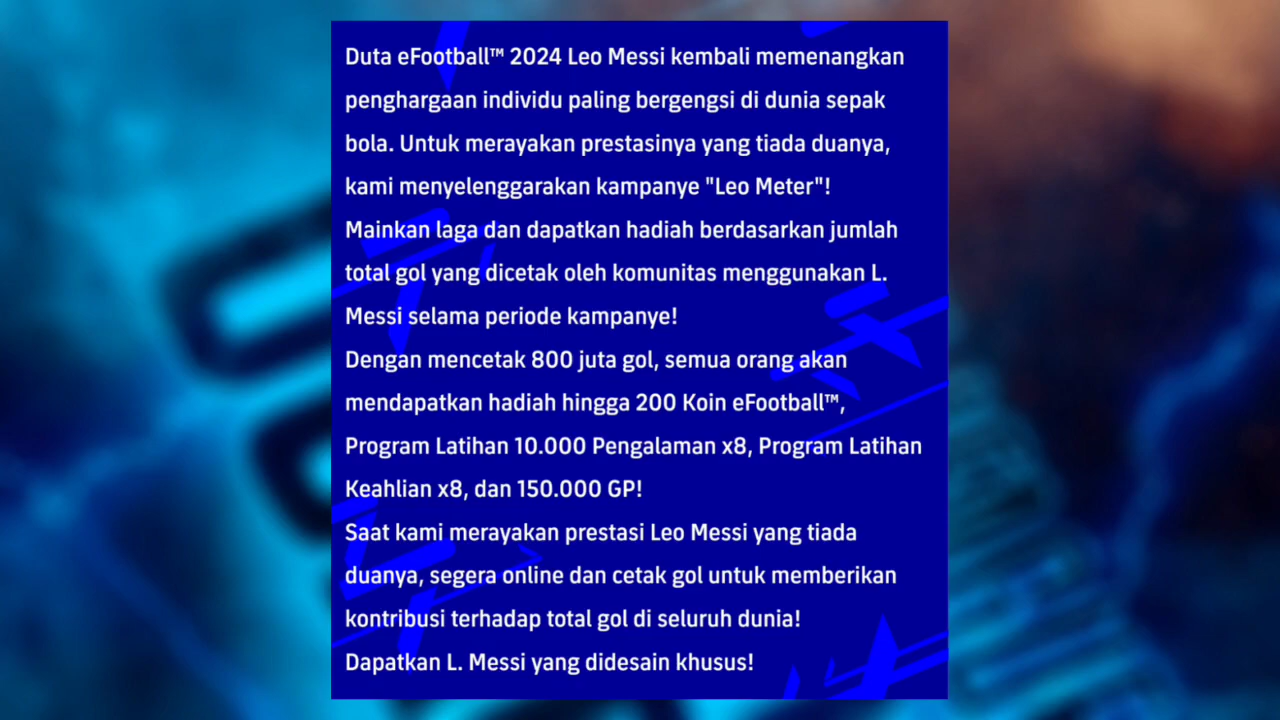 Duta eFootball™ 2024 Leo Messi kembali memenangkan
penghargaan individu paling bergengsi di dunia sepak
bola. Untuk merayakan prestasinya yang tiada duanya,
kami menyelenggarakan kampanye "Leo Meter"!
Mainkan laga dan dapatkan hadiah berdasarkan jumlah
total gol yang dicetak oleh komunitas menggunakan L.
Messi selama periode kampanye!
Dengan mencetak 800 juta gol, semua orang akan
mendapatkan hadiah hingga 200 Koin eFootball™,
Program Latihan 10.000 Pengalaman x8, Program Latihan
Keahlian x8, dan 150.000 GP!
Saat kami merayakan prestasi Leo Messi yang tiada
duanya, segera online dan cetak gol untuk memberikan
kontribusi terhadap total gol di seluruh dunia!
Dapatkan L. Messi yang didesain khusus!